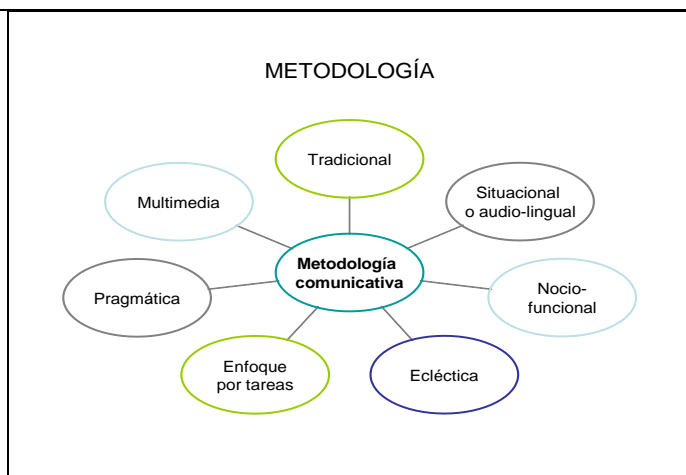 METODOLOGÍA
Tradicional
Multimedia
Situacional
o audio-lingual
Metodología
comunicativa
Pragmática
Nocio-
funcional
Enfoque
por tareas
Ecléctica